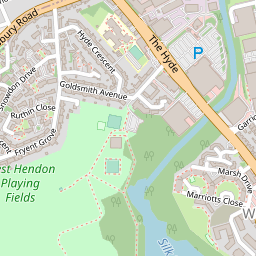 bury Road
Hyde Crescent
The Hyde
P
Snowdon Drive
Goldsmith Avenue
Ruthin Close
Fryent Grove
Garri
Marsh Drive
Marriotts Close
est Hendon
Playing
Fields
W
Silk